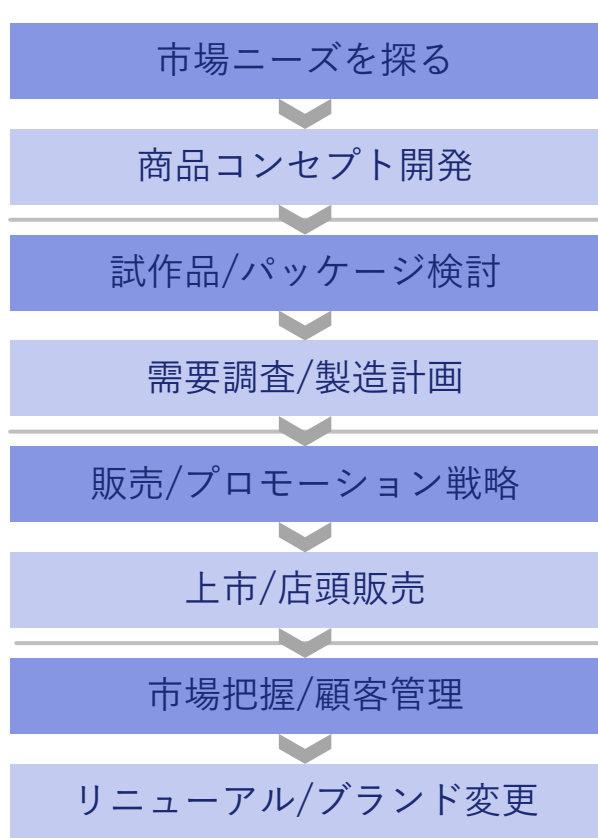 市場ニーズを探る
商品コンセプト開発
試作品/パッケージ検討
需要調査/製造計画
販売/プロモーション戦略
上市/店頭販売
市場把握/顧客管理
リニューアル/ブランド変更